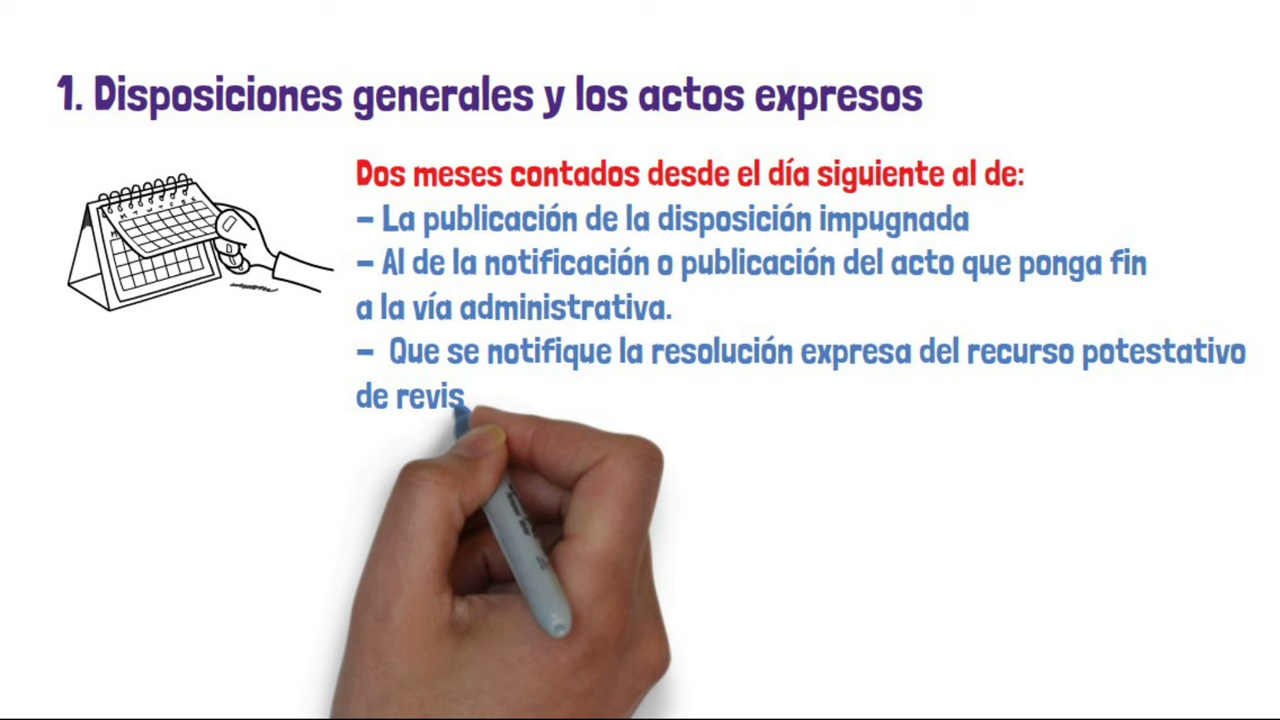 1. Disposiciones generales y los actos expresos
Dos meses contados desde el día siguiente al de:
– La publicación de la disposición impugnada
– Al de la notificación o publicación del acto que ponga fin
a la vía administrativa.
– Que se notifique la resolución expresa del recurso potestativo
de revis